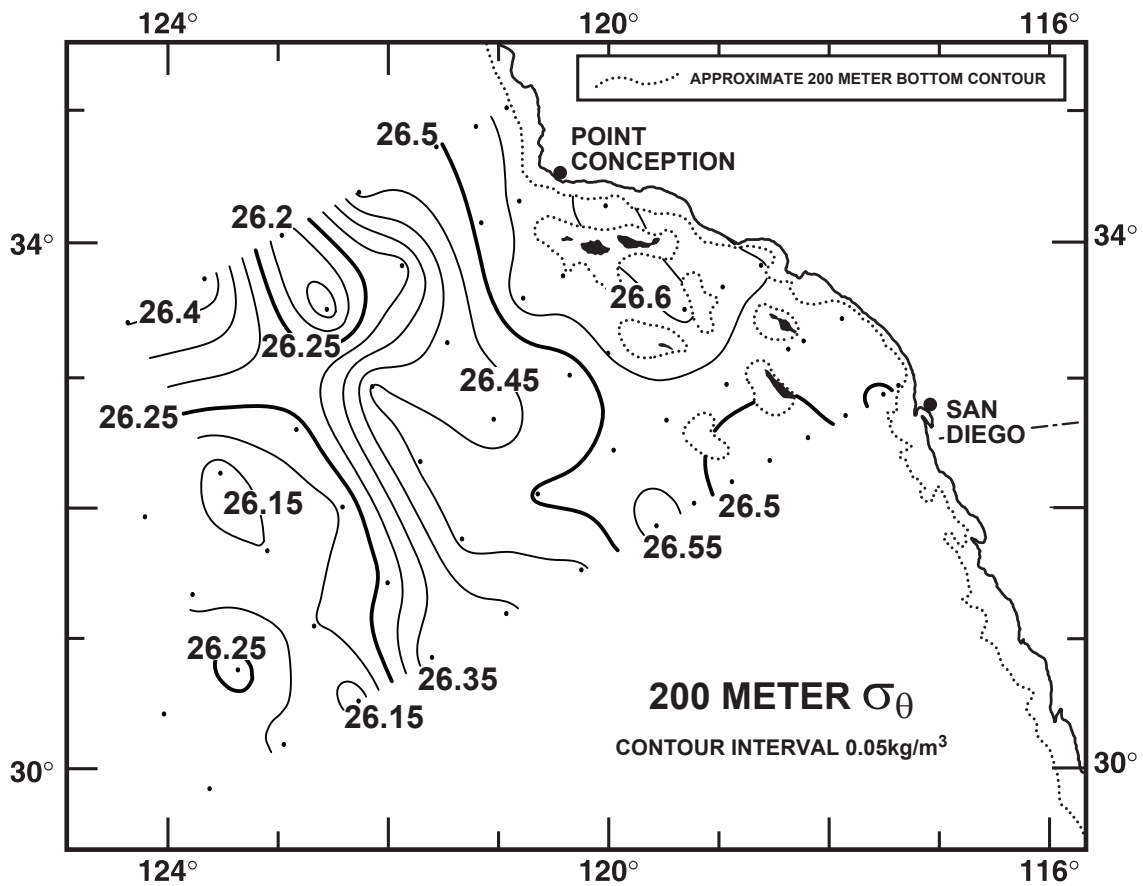 124° 120° 116°
APPROXIMATE 200 METER BOTTOM CONTOUR
26.5
POINT
CONCEPTION
26.2
34° 34°
26.4
26.6
26.25
26.45
26.25
SAN
DIEGO
26.15
26.5
26.55
26.25
26.35
26.15
200 METER σθ
CONTOUR INTERVAL 0.05kg/m³
30° 30°
124° 120° 116°